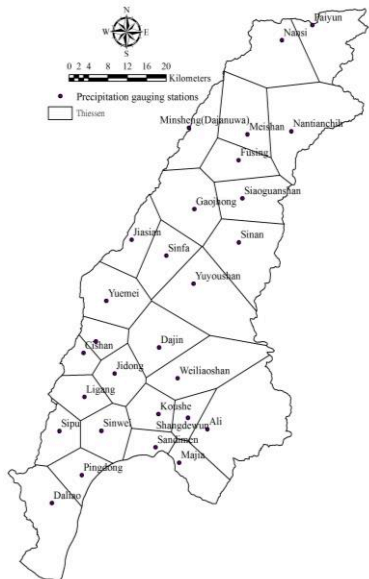 N
W E
S
0 2 4 8 12 16 20
Kilometers
Precipitation gauging stations
Thiessen
Paiyun
Nansi
Minsheng(Dajanuwa)
Meishan
Nantianchih
Fusing
Siaoguanshan
Gaojhong
Jiasian
Sinfa
Sinan
Yuyoushan
Yuemei
Cishan
Dajin
Jidong
Weiliaoshan
Ligang
Koushe
Shangdewun
Ali
Sipu
Sinwei
Sandimen
Majia
Pingdong
Daliao